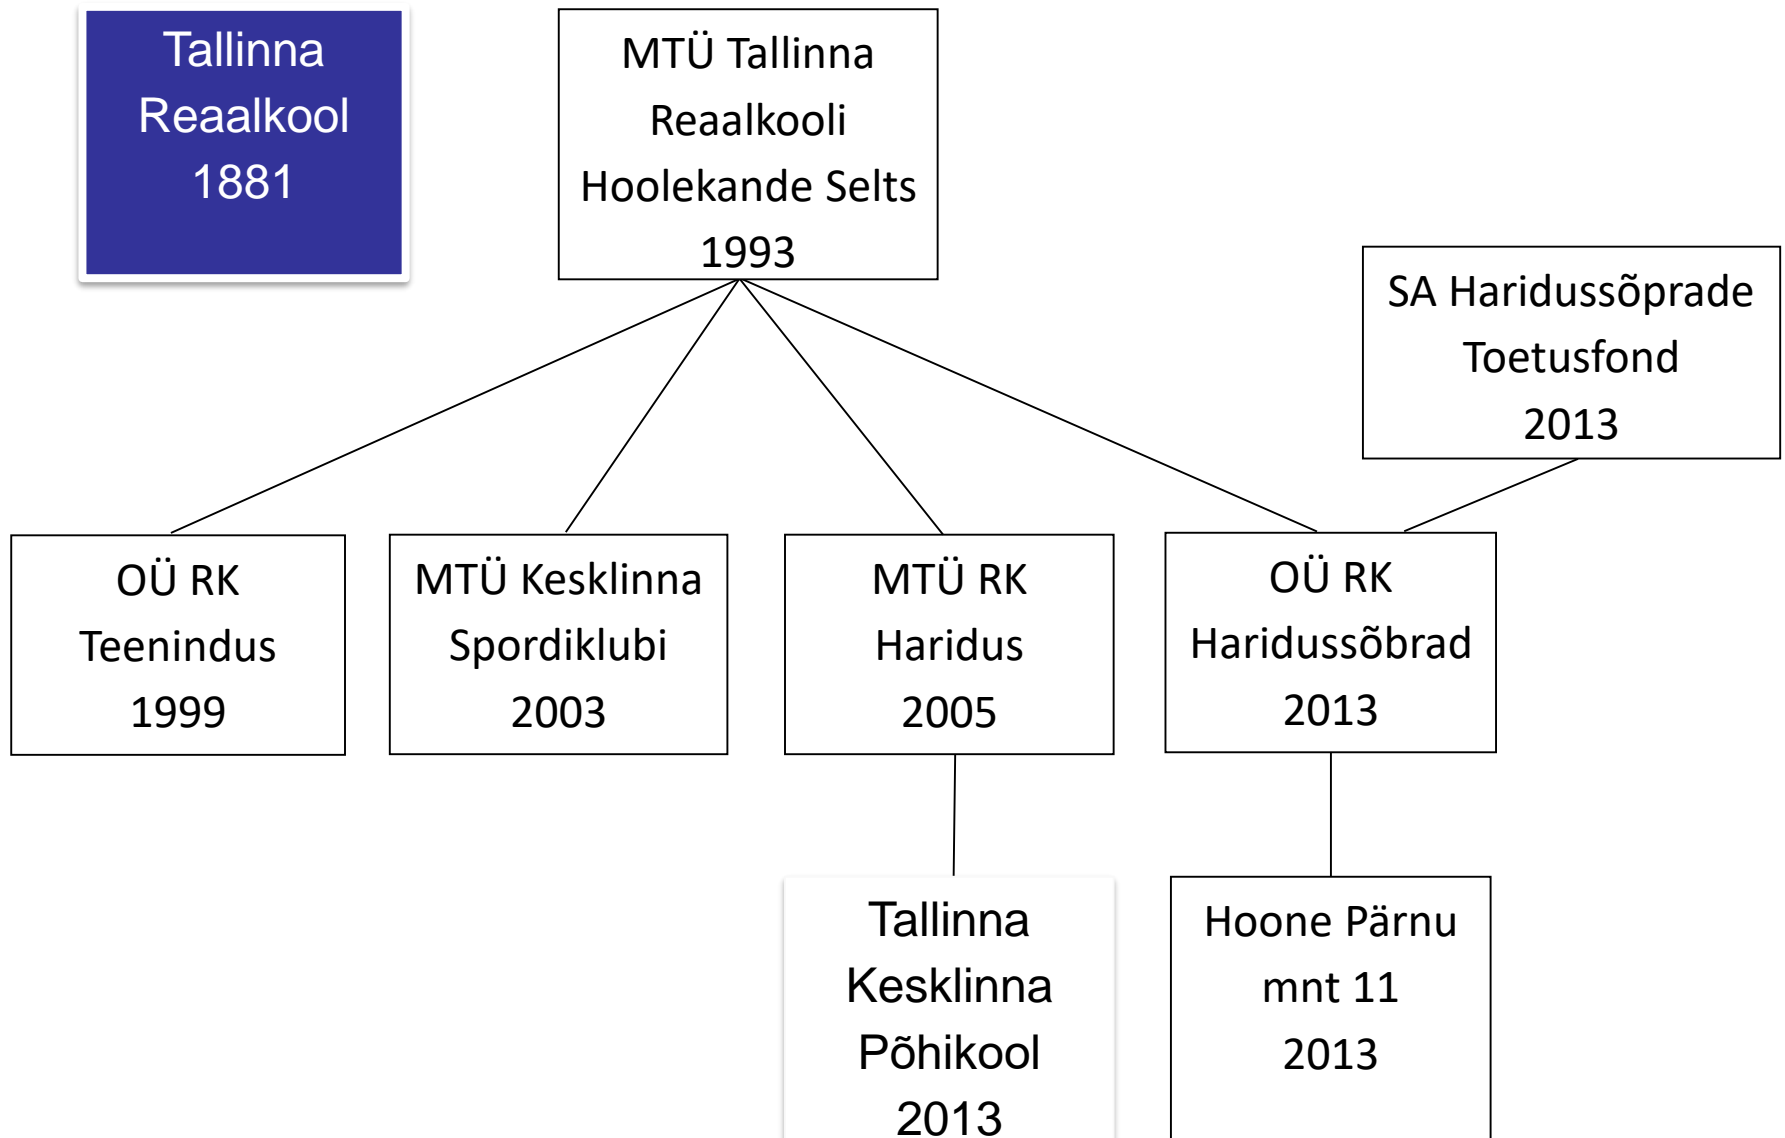 Tallinna
Reaalkool
1881
MTÜ Tallinna
Reaalkooli
Hoolekande Selts
1993
SA Haridussõprade
Toetusfond
2013
OÜ RK
Teenindus
1999
MTÜ Kesklinna
Spordiklubi
2003
MTÜ RK
Haridus
2005
OÜ RK
Haridussõbrad
2013
Tallinna
Kesklinna
Põhikool
2013
Hoone Pärnu
mnt 11
2013